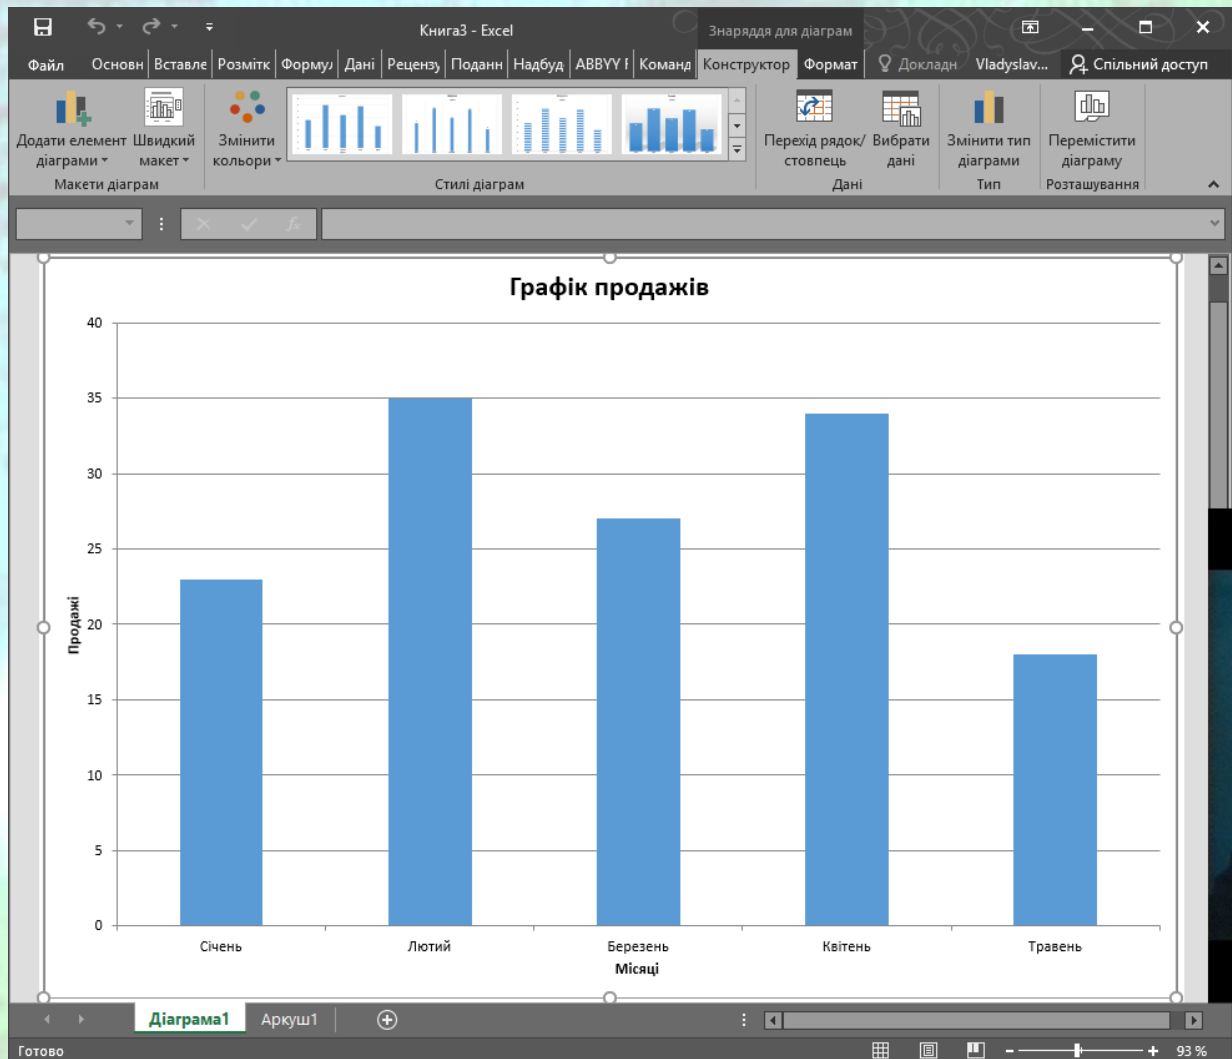 Книга3 - Excel
Знаряддя для діаграм
Файл Основн Вставле Розмітк Формул Дані Рецензу Поданн Надбуд ABBYY F Команд Конструктор Формат Докладн Vladyslav... Спільний доступ
Додати елемент діаграми
Швидкий макет
Змінити кольори
Перехід рядок/ стовпець
Вибрати дані
Змінити тип діаграми
Перемістити діаграму
Макети діаграм Стилі діаграм Дані Тип Розташування
fx
Графік продажів
40
35
30
25
20
15
10
5
0
Продажі
Січень Лютий Березень Квітень Травень
Місяці
Діаграма1 Аркуш1
Готово 93 %